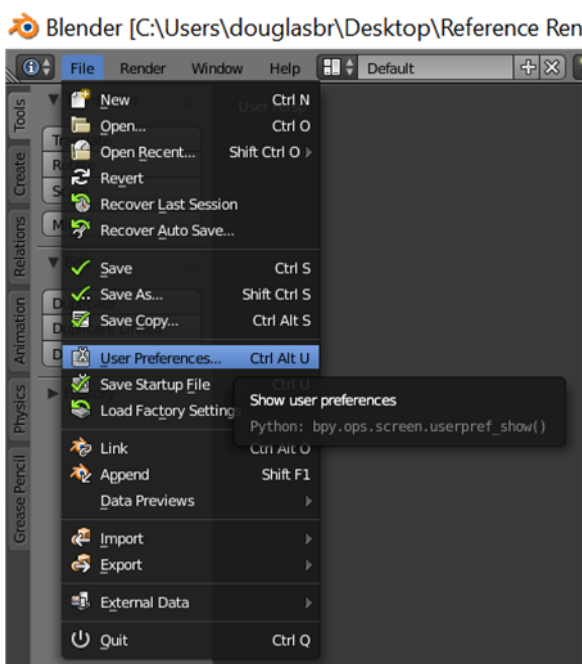 Blender [C:\Users\douglasbr\Desktop\Reference Ren
File Render Window Help Default
Tools
Create
Relations
Animation
Physics
Grease Pencil
New Ctrl N
Open... Ctrl O
Open Recent... Shift Ctrl O
Revert
Recover Last Session
Recover Auto Save...
Save Ctrl S
Save As... Shift Ctrl S
Save Copy... Ctrl Alt S
User Preferences... Ctrl Alt U
Save Startup File Ctrl U
Load Factory Settings
Show user preferences
Python: bpy.ops.screen.userpref_show()
Link Ctrl Alt O
Append Shift F1
Data Previews
Import
Export
External Data
Quit Ctrl Q